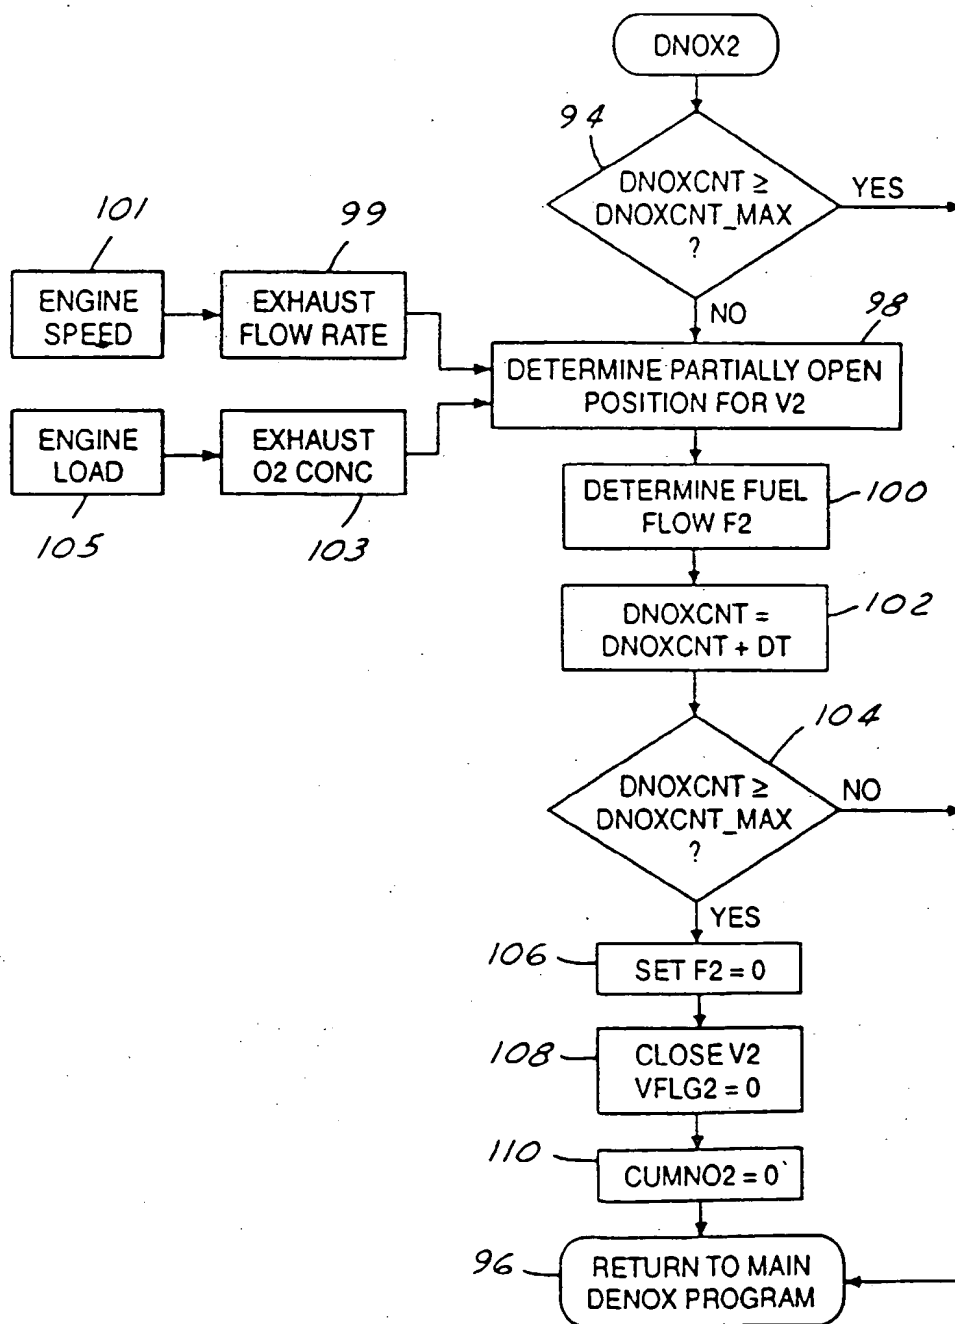 DNOX2
94
DNOXCNT ≥
DNOXCNT_MAX
?
YES
NO
101
ENGINE
SPEED
99
EXHAUST
FLOW RATE
98
DETERMINE PARTIALLY OPEN
POSITION FOR V2
ENGINE
LOAD
105
EXHAUST
O2 CONC
103
DETERMINE FUEL
FLOW F2
100
DNOXCNT =
DNOXCNT + DT
102
104
DNOXCNT ≥
DNOXCNT_MAX
?
NO
YES
106
SET F2 = 0
108
CLOSE V2
VFLG2 = 0
110
CUMNO2 = 0
96
RETURN TO MAIN
DENOX PROGRAM